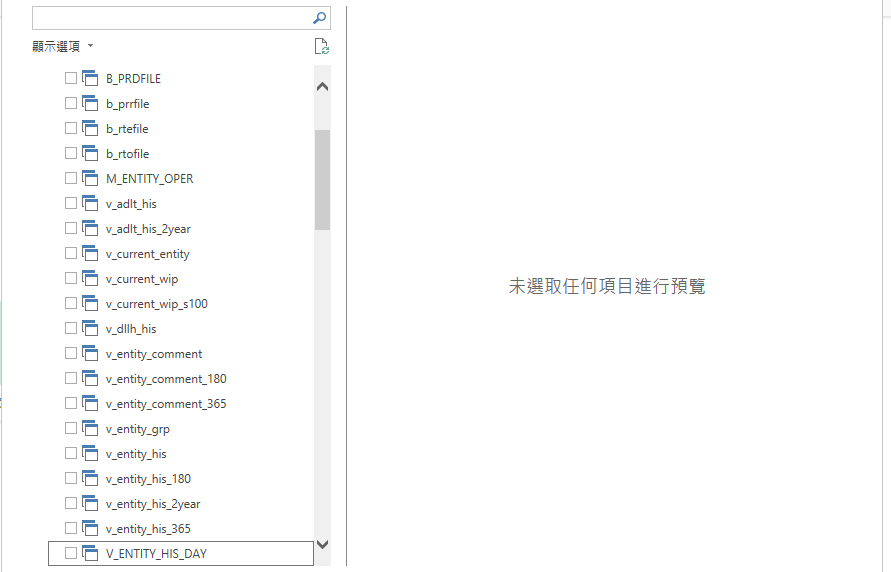 顯示選項
B_PRDFILE
b_prrfile
b_rtefile
b_rtofile
M_ENTITY_OPER
v_adlt_his
v_adlt_his_2year
v_current_entity
v_current_wip
v_current_wip_s100
v_dllh_his
v_entity_comment
v_entity_comment_180
v_entity_comment_365
v_entity_grp
v_entity_his
v_entity_his_180
v_entity_his_2year
v_entity_his_365
V_ENTITY_HIS_DAY
未選取任何項目進行預覽